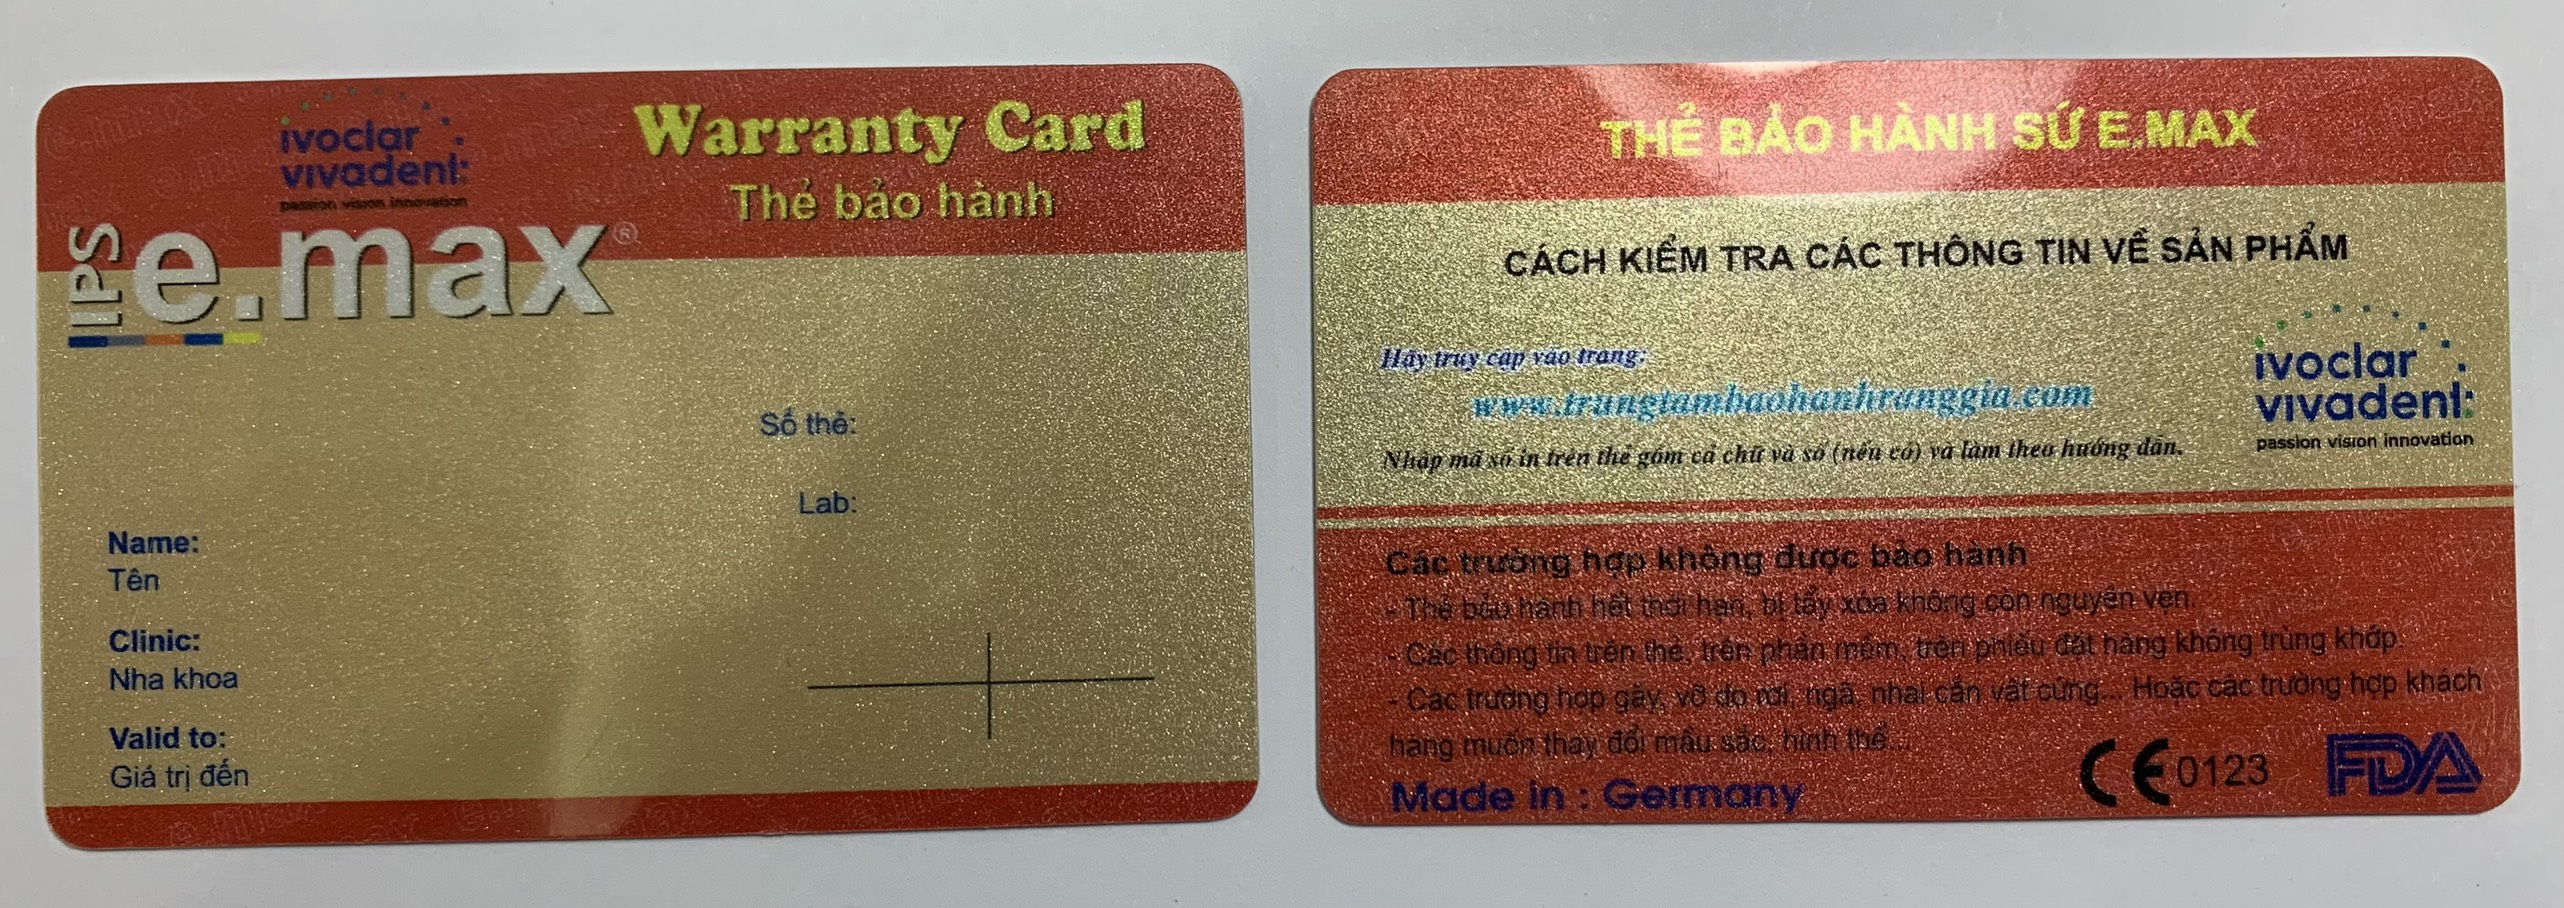 ivoclar
vivadent:
passion vision innovation
Warranty Card
Thẻ bảo hành
IPS e.max®
Số thẻ:
Lab:
Name:
Tên
Clinic:
Nha khoa
Valid to:
Giá trị đến
THẺ BẢO HÀNH SỨ E.MAX
CÁCH KIỂM TRA CÁC THÔNG TIN VỀ SẢN PHẨM
Hãy truy cập vào trang:
www.trungtambaohanhranggia.com
Nhập mã số in trên thẻ gồm cả chữ và số (nếu có) và làm theo hướng dẫn.
ivoclar
vivadent:
passion vision innovation
Các trường hợp không được bảo hành
- Thẻ bảo hành hết thời hạn, bị tẩy xóa không còn nguyên vẹn.
- Các thông tin trên thẻ, trên phần mềm, trên phiếu đặt hàng không trùng khớp.
- Các trường hợp gãy, vỡ do rơi, ngã, nhai cắn vật cứng... Hoặc các trường hợp khách
hàng muốn thay đổi mầu sắc, hình thể...
Made in : Germany
CE 0123
FDA